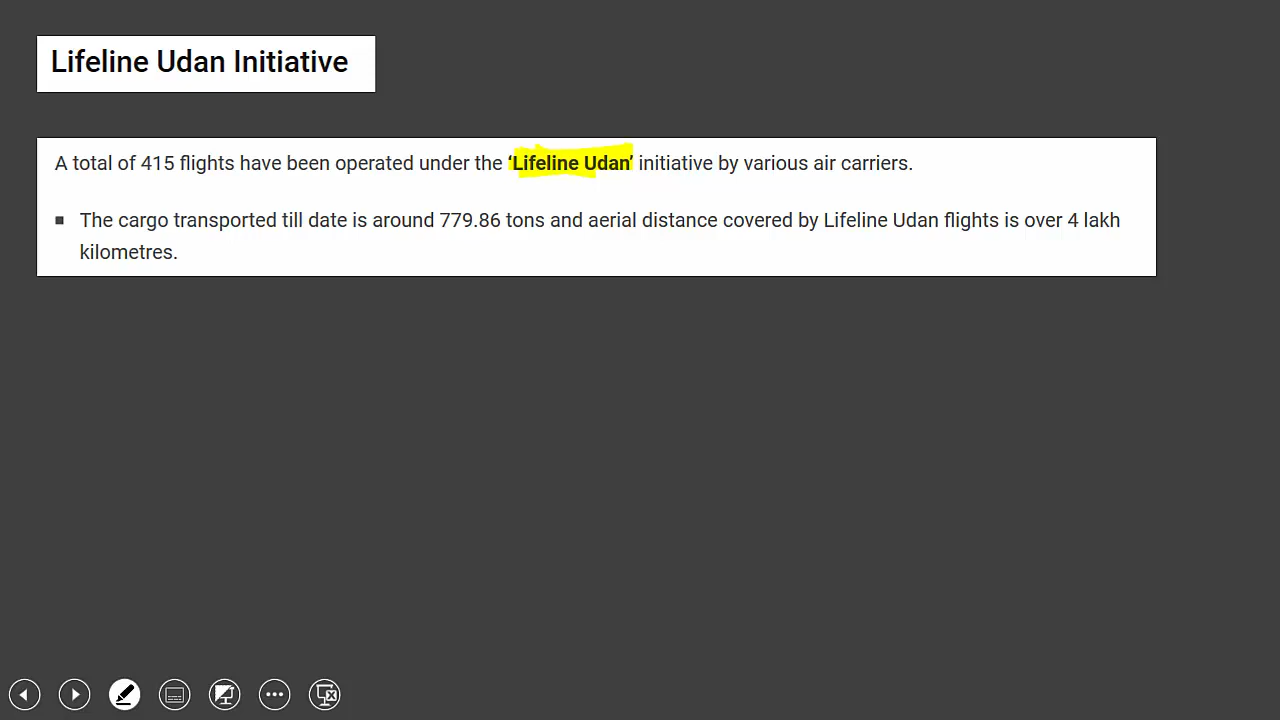 Lifeline Udan Initiative
A total of 415 flights have been operated under the ‘Lifeline Udan’ initiative by various air carriers.
▪ The cargo transported till date is around 779.86 tons and aerial distance covered by Lifeline Udan flights is over 4 lakh
kilometres.